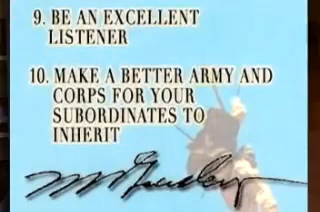 9. BE AN EXCELLENT
LISTENER
10. MAKE A BETTER ARMY AND
CORPS FOR YOUR
SUBORDINATES TO
INHERIT